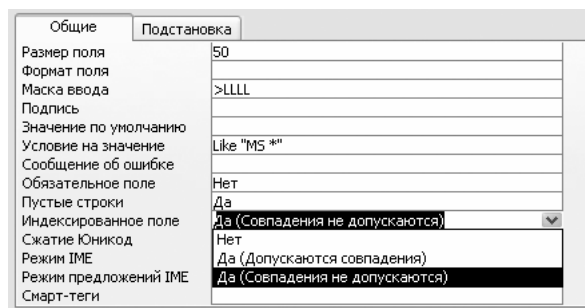 Общие Подстановка
Размер поля 50
Формат поля
Маска ввода >LLLL
Подпись
Значение по умолчанию
Условие на значение Like "MS *"
Сообщение об ошибке
Обязательное поле Нет
Пустые строки Да
Индексированное поле Да (Совпадения не допускаются)
Сжатие Юникод Нет
Режим IME Да (Допускаются совпадения)
Режим предложений IME Да (Совпадения не допускаются)
Смарт-теги